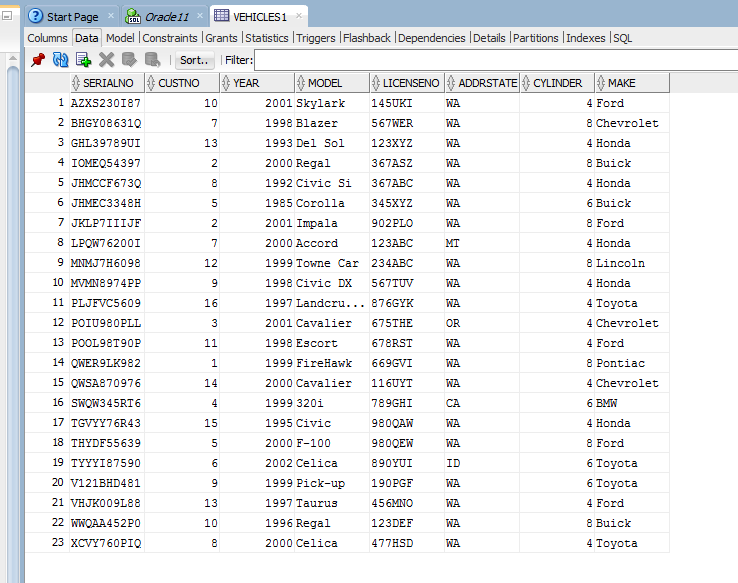 Start Page Oracle11 VEHICLES1
Columns Data Model Constraints Grants Statistics Triggers Flashback Dependencies Details Partitions Indexes SQL
Sort.. Filter:
SERIALNO CUSTNO YEAR MODEL LICENSENO ADDRSTATE CYLINDER MAKE
1 AZXS230I87 10 2001 Skylark 145UKI WA 4 Ford
2 BHGY08631Q 7 1998 Blazer 567WER WA 8 Chevrolet
3 GHL39789UI 13 1993 Del Sol 123XYZ WA 4 Honda
4 IOMEQ54397 2 2000 Regal 367ASZ WA 8 Buick
5 JHMCCF673Q 8 1992 Civic Si 367ABC WA 4 Honda
6 JHMEC3348H 5 1985 Corolla 345XYZ WA 6 Buick
7 JKLP7IIIJF 2 2001 Impala 902PLO WA 8 Ford
8 LPQW76200I 7 2000 Accord 123ABC MT 4 Honda
9 MNMJ7H6098 12 1999 Towne Car 234ABC WA 8 Lincoln
10 MVMN8974PP 9 1998 Civic DX 567TUV WA 4 Honda
11 PLJFVC5609 16 1997 Landcru... 876GYK WA 4 Toyota
12 POIU980PLL 3 2001 Cavalier 675THE OR 4 Chevrolet
13 POOL98T90P 11 1998 Escort 678RST WA 4 Ford
14 QWER9LK982 1 1999 FireHawk 669GVI WA 8 Pontiac
15 QWSA870976 14 2000 Cavalier 116UYT WA 4 Chevrolet
16 SWQW345RT6 4 1999 320i 789GHI CA 6 BMW
17 TGVYY76R43 15 1995 Civic 980QAW WA 4 Honda
18 THYDF55639 5 2000 F-100 980QEW WA 8 Ford
19 TYYYI87590 6 2002 Celica 890YUI ID 6 Toyota
20 V121BHD481 9 1999 Pick-up 190PGF WA 6 Toyota
21 VHJK009L88 13 1997 Taurus 456MNO WA 4 Ford
22 WWQAA452P0 10 1996 Regal 123DEF WA 8 Buick
23 XCVY760PIQ 8 2000 Celica 477HSD WA 4 Toyota